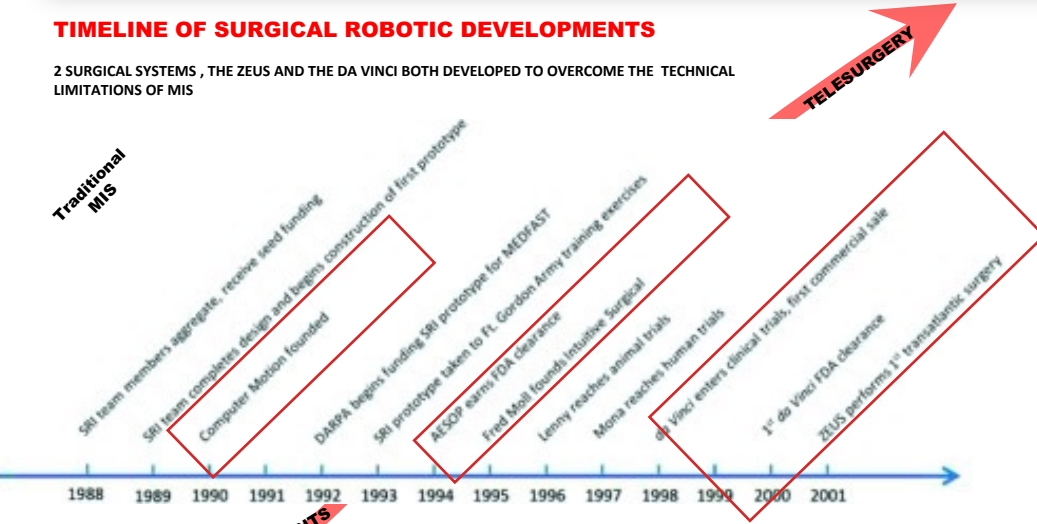 TIMELINE OF SURGICAL ROBOTIC DEVELOPMENTS
2 SURGICAL SYSTEMS , THE ZEUS AND THE DA VINCI BOTH DEVELOPED TO OVERCOME THE TECHNICAL
LIMITATIONS OF MIS
TELESURGERY
Traditional
MIS
SRI team members aggregate, receive seed funding
SRI team completes design and begins construction of first prototype
Computer Motion founded
DARPA begins funding SRI prototype for MEDFAST
SRI prototype taken to Ft. Gordon Army training exercises
AESOP earns FDA clearance
Fred Moll founds Intuitive Surgical
Lenny reaches animal trials
Mona reaches human trials
da Vinci enters clinical trials, first commercial sale
1st da Vinci FDA clearance
ZEUS performs 1st transatlantic surgery
1988 1989 1990 1991 1992 1993 1994 1995 1996 1997 1998 1999 2000 2001